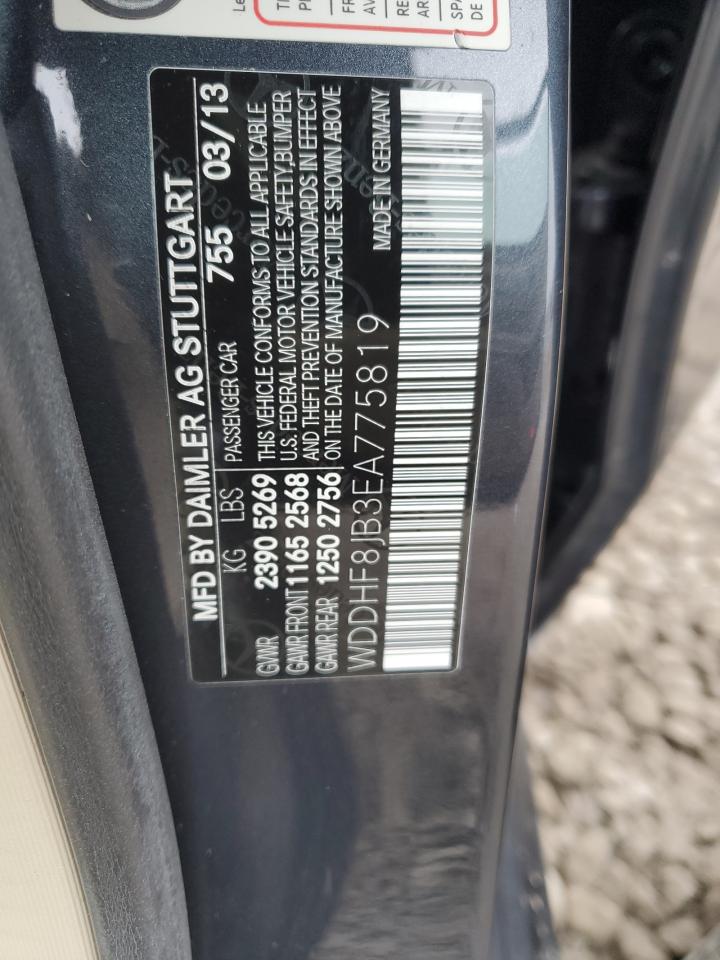 MFD BY DAIMLER AG STUTTGART
755 03/13
KG LBS PASSENGER CAR
GVWR 2390 5269
GAWR FRONT 1165 2568
GAWR REAR 1250 2756
THIS VEHICLE CONFORMS TO ALL APPLICABLE
U.S. FEDERAL MOTOR VEHICLE SAFETY, BUMPER
AND THEFT PREVENTION STANDARDS IN EFFECT
ON THE DATE OF MANUFACTURE SHOWN ABOVE
WDDHF8JB3EA775819 MADE IN GERMANY